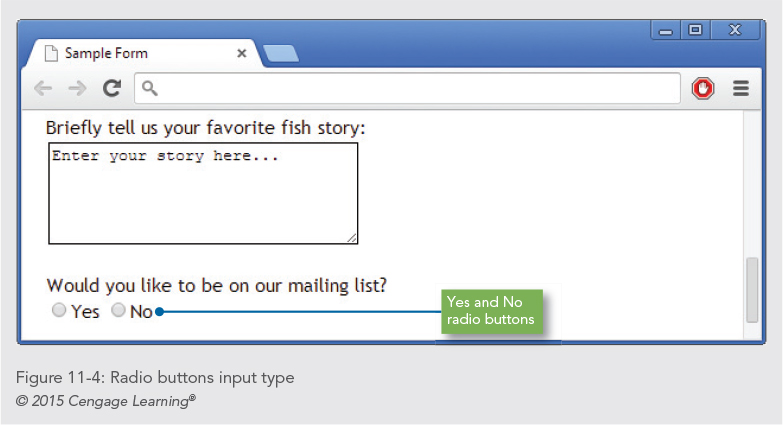 Sample Form
Briefly tell us your favorite fish story:
Enter your story here...
Would you like to be on our mailing list?
Yes No
Yes and No
radio buttons
Figure 11-4: Radio buttons input type
© 2015 Cengage Learning®